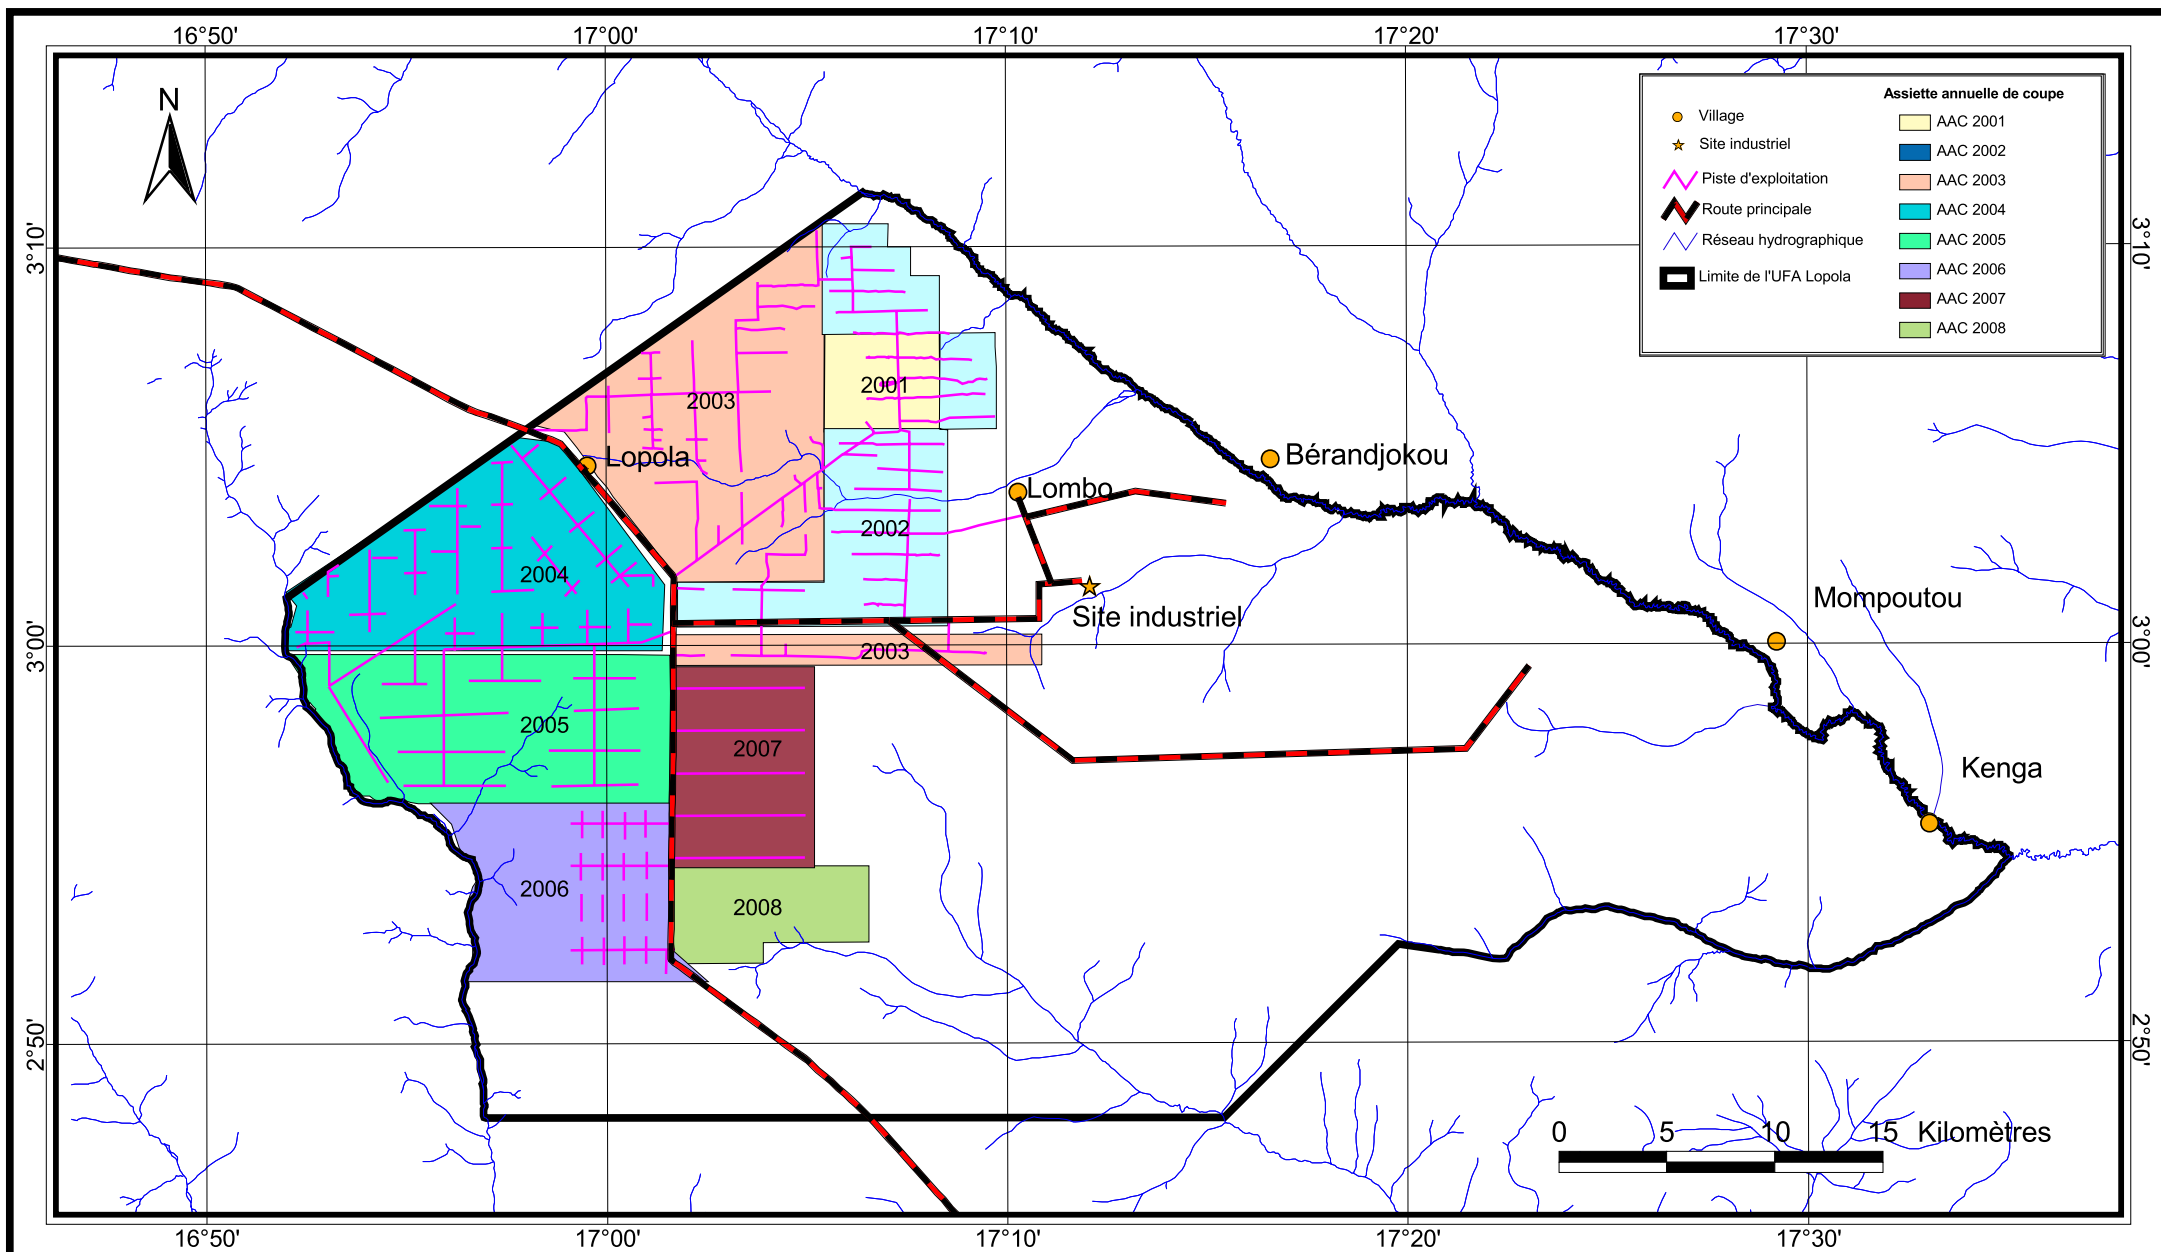 16°50'
17°00'
17°10'
17°20'
17°30'
N
Assiette annuelle de coupe
Village
Site industriel
Piste d'exploitation
Route principale
Réseau hydrographique
Limite de l'UFA Lopola
AAC 2001
AAC 2002
AAC 2003
AAC 2004
AAC 2005
AAC 2006
AAC 2007
AAC 2008
3°10'
3°10'
2001
2003
Lopola
Bérandjokou
Lombo
2002
2004
Mompoutou
Site industriel
3°00'
2003
3°00'
2005
2007
Kenga
2006
2008
2°50'
2°50'
0 5 10 15 Kilomètres
16°50'
17°00'
17°10'
17°20'
17°30'